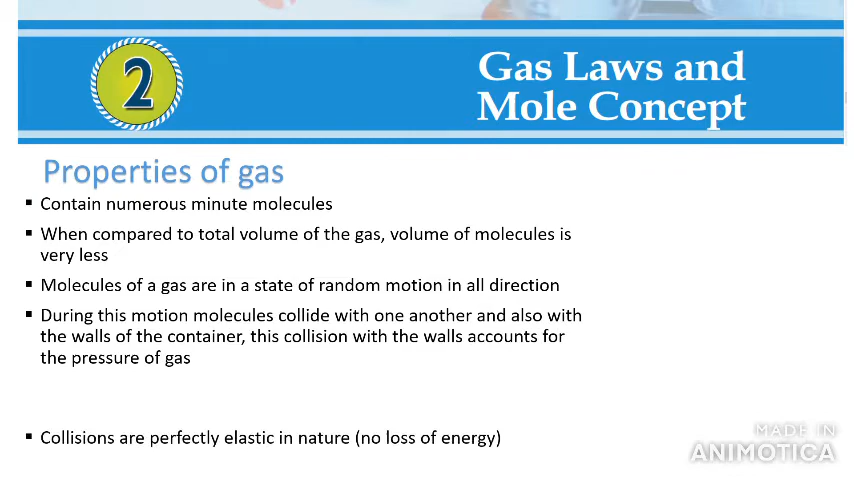 2
Gas Laws and
Mole Concept
Properties of gas
▪ Contain numerous minute molecules
▪ When compared to total volume of the gas, volume of molecules is
very less
▪ Molecules of a gas are in a state of random motion in all direction
▪ During this motion molecules collide with one another and also with
the walls of the container, this collision with the walls accounts for
the pressure of gas
▪ Collisions are perfectly elastic in nature (no loss of energy)
MADE IN
ANIMOTICA